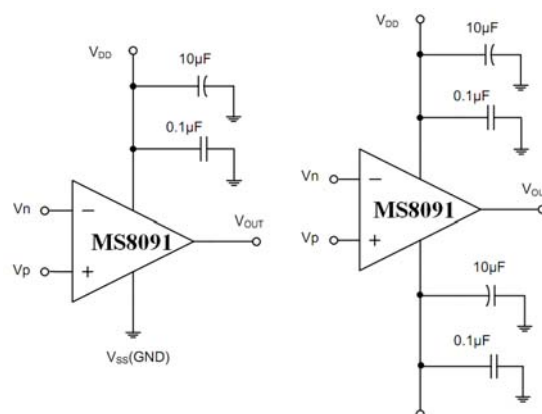 VDD
10μF
0.1μF
Vn
MS8091
VOUT
Vp
VSS(GND)
VDD
10μF
0.1μF
Vn
MS8091
Vp
10μF
0.1μF